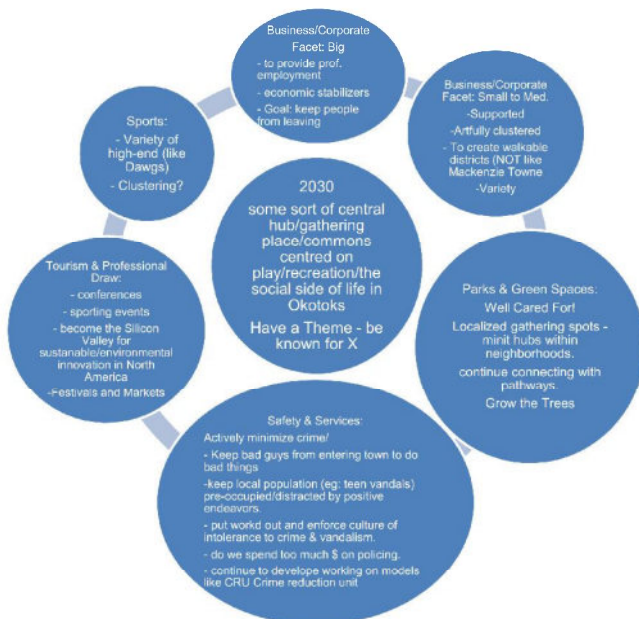 Business/Corporate
Facet: Big
- to provide prof.
employment
- economic stabilizers
- Goal: keep people
from leaving
Business/Corporate
Facet: Small to Med.
-Supported
-Artfully clustered
- To create walkable
districts (NOT like
Mackenzie Towne
-Variety
Parks & Green Spaces:
Well Cared For!
Localized gathering spots -
minit hubs within
neighborhoods.
continue connecting with
pathways.
Grow the Trees
Safety & Services:
Actively minimize crime/
- Keep bad guys from entering town to do
bad things
-keep local population (eg: teen vandals)
pre-occupied/distracted by positive
endeavors.
- put workd out and enforce culture of
intolerance to crime & vandalism.
- do we spend too much $ on policing.
- continue to develope working on models
like CRU Crime reduction unit
Tourism & Professional
Draw:
- conferences
- sporting events
- become the Silicon
Valley for
sustanable/environmental
innovation in North
America
-Festivals and Markets
Sports:
- Variety of
high-end (like
Dawgs)
- Clustering?
2030
some sort of central
hub/gathering
place/commons
centred on
play/recreation/the
social side of life in
Okotoks
Have a Theme - be
known for X